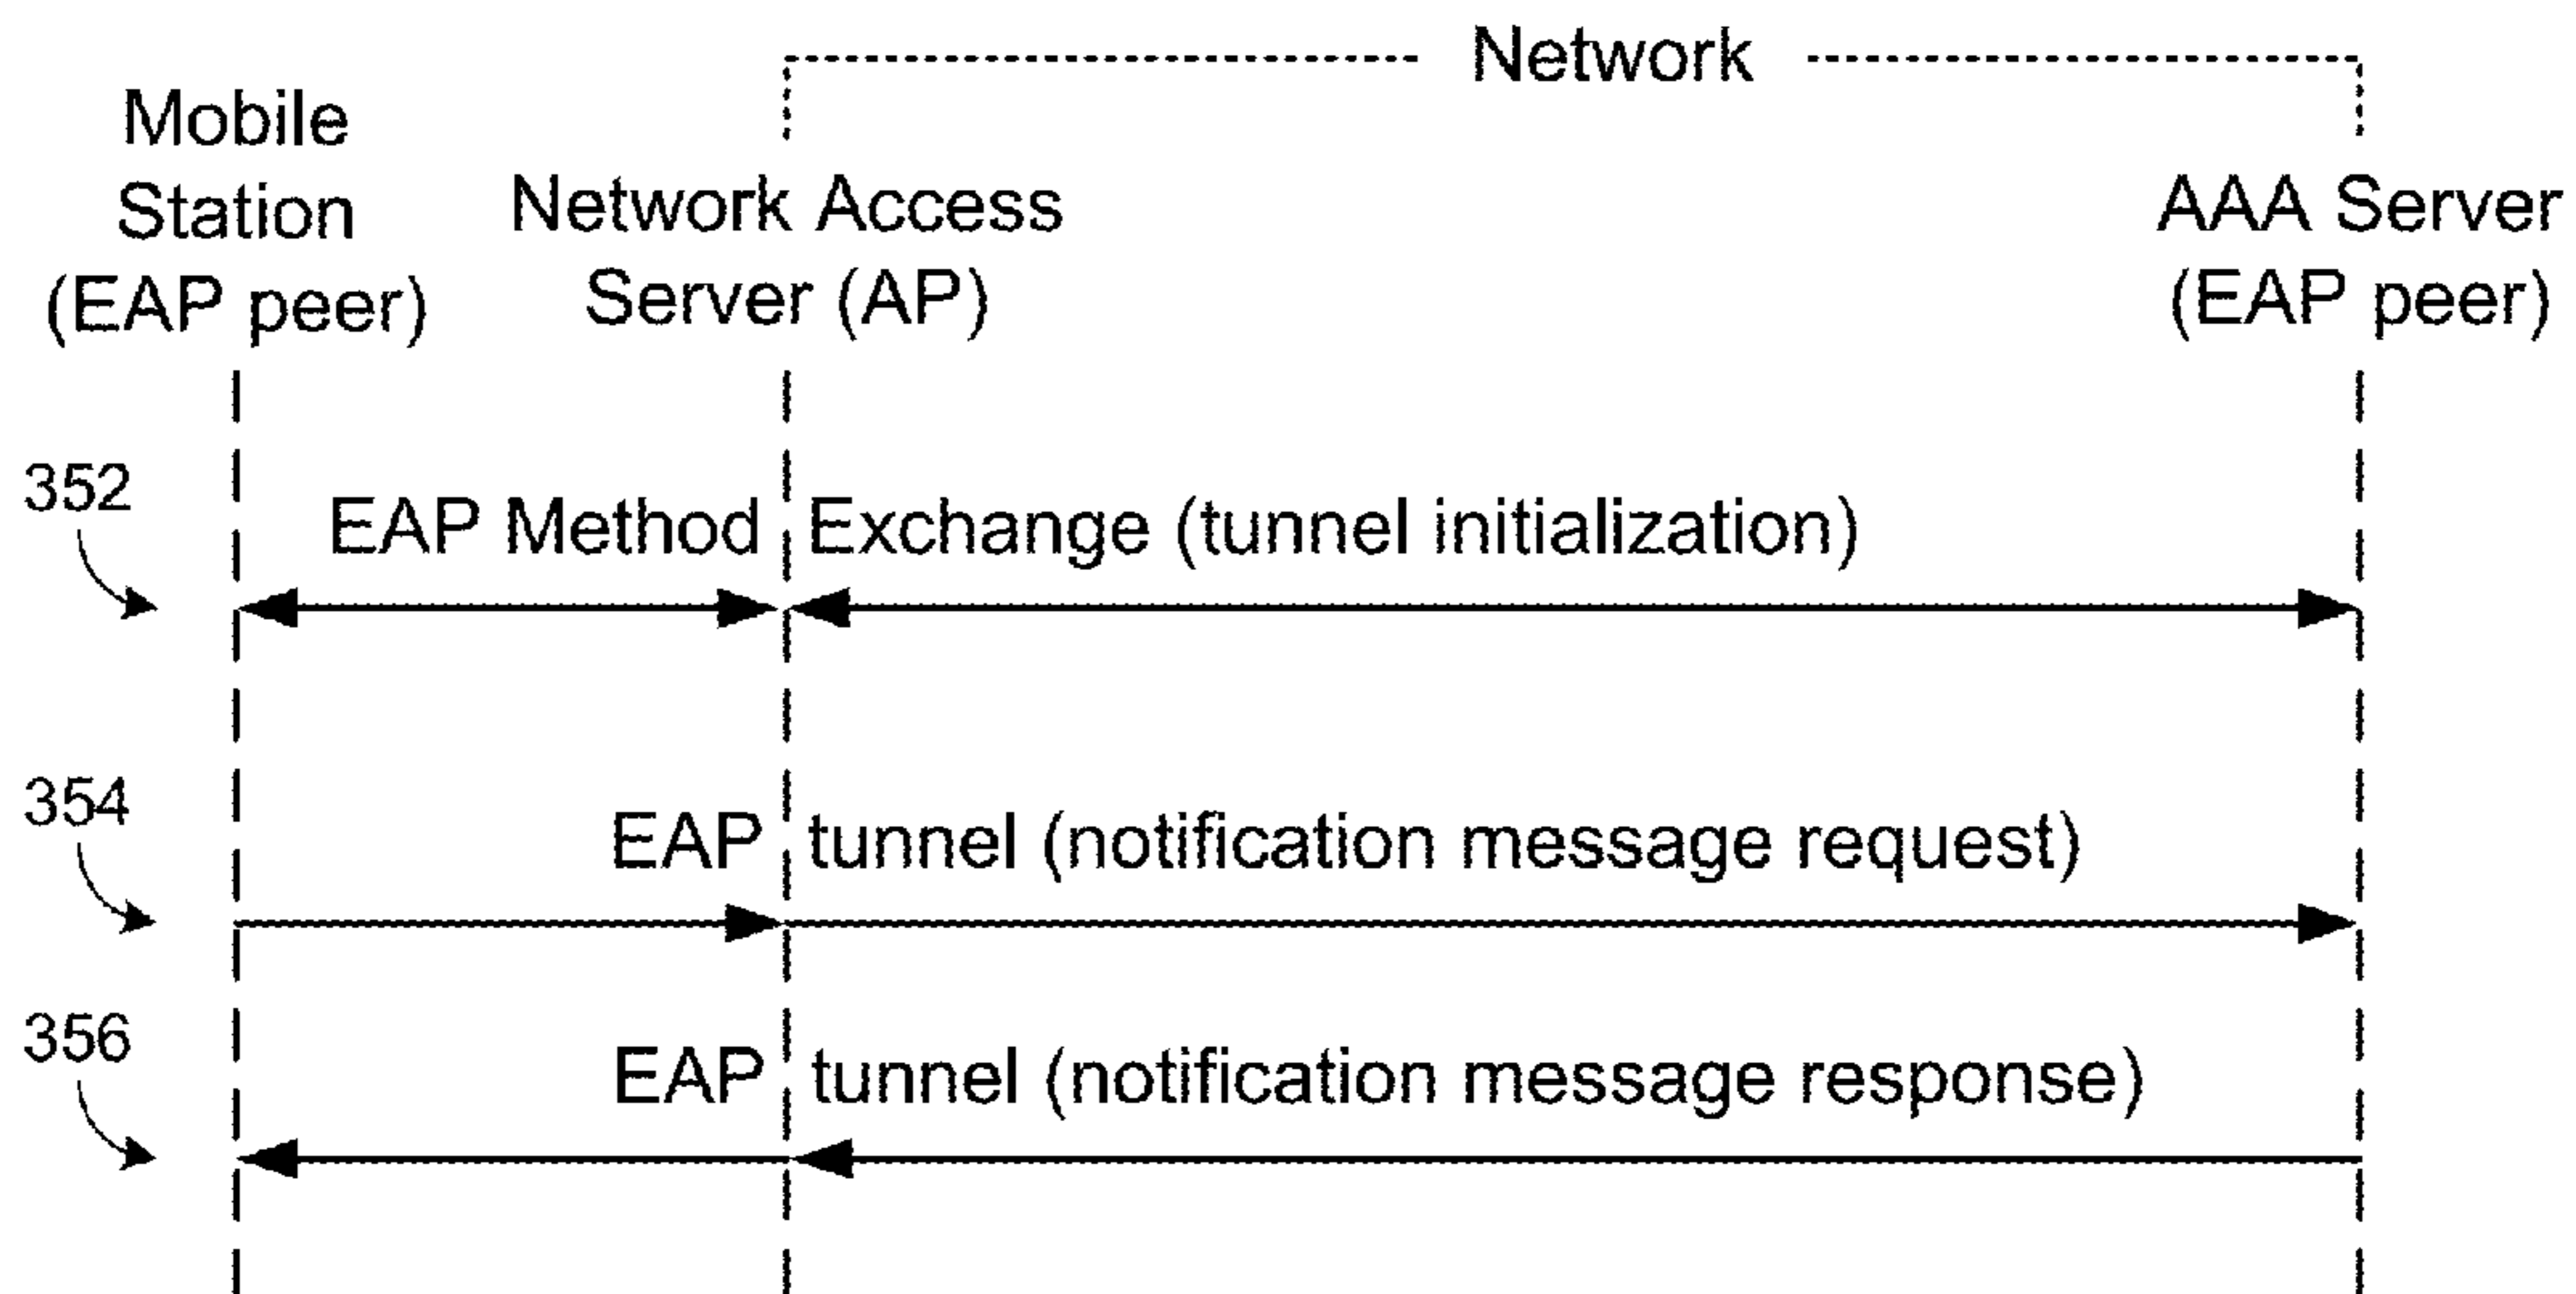 Network
Mobile
Station
(EAP peer)
Network Access
Server (AP)
AAA Server
(EAP peer)
352
EAP Method Exchange (tunnel initialization)
354
EAP tunnel (notification message request)
356
EAP tunnel (notification message response)